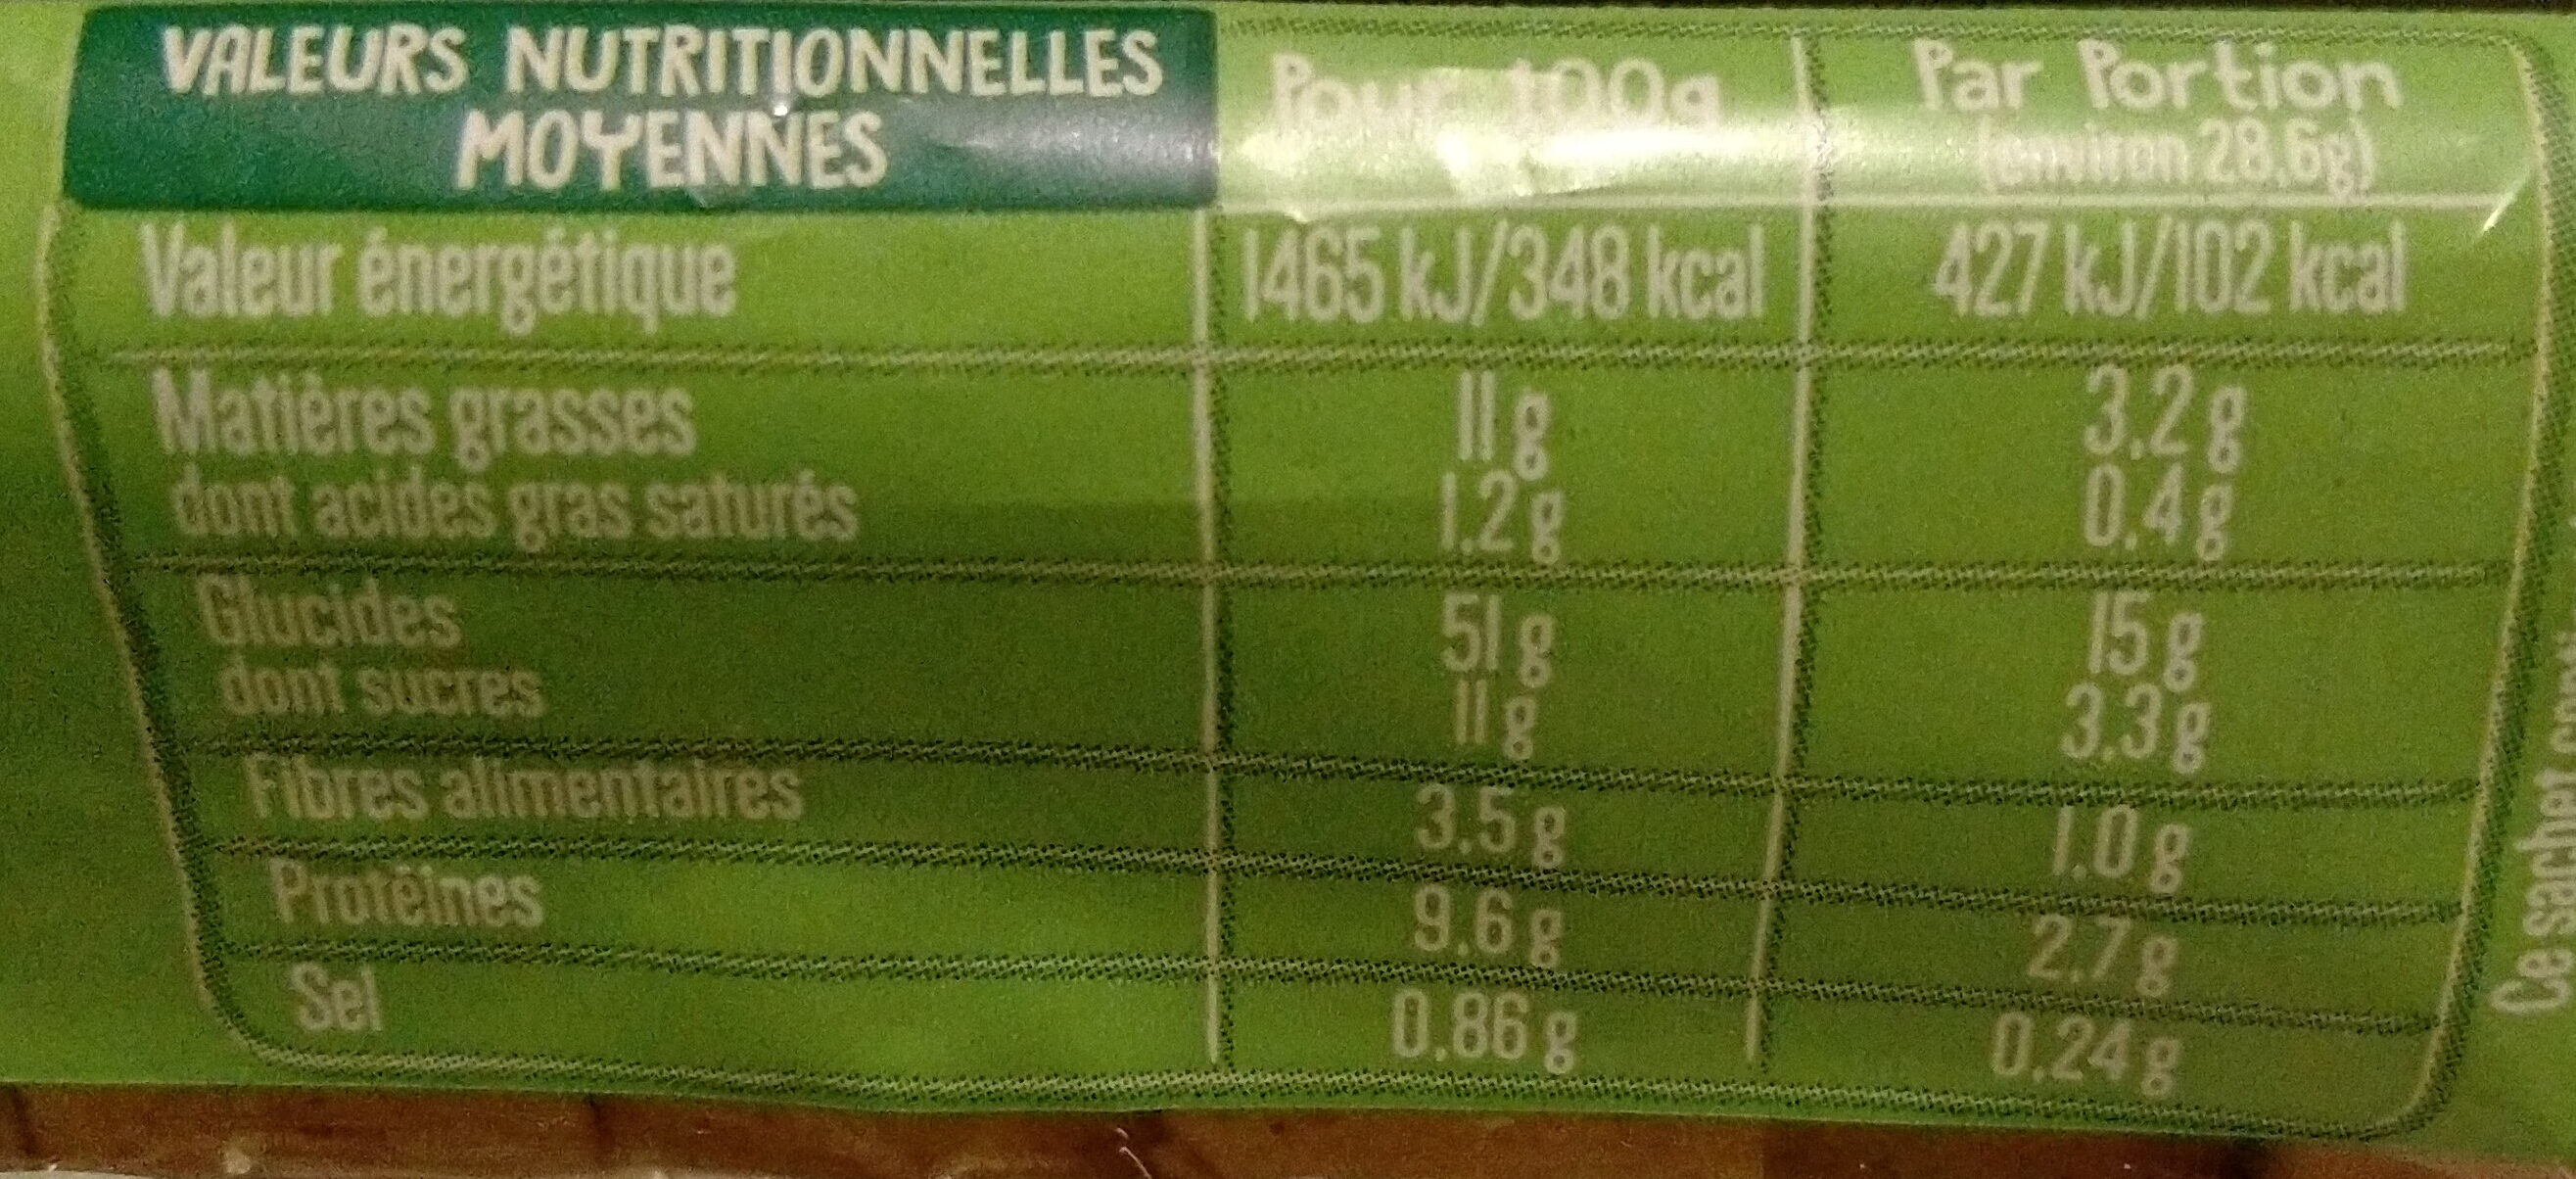 VALEURS NUTRITIONNELLES
MOYENNES
Pour 100g
Par Portion
(environ 28,6g)
Valeur énergétique 1465 kJ/348 kcal 427 kJ/102 kcal
Matières grasses 11 g 3.2 g
dont acides gras saturés 1.2 g 0.4 g
Glucides 51 g 15 g
dont sucres 11 g 3.3 g
Fibres alimentaires 3.5 g 1.0 g
Protéines 9.6 g 2.7 g
Sel 0.86 g 0.24 g
Ce sachet